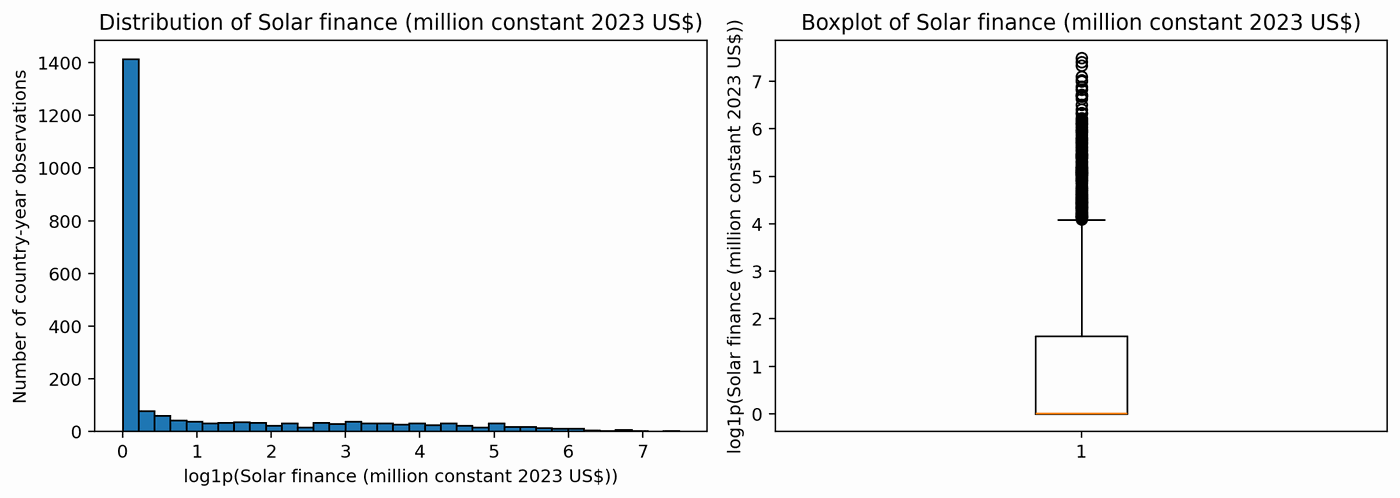 Distribution of Solar finance (million constant 2023 US$)
Number of country-year observations
1400
1200
1000
800
600
400
200
0
0 1 2 3 4 5 6 7
log1p(Solar finance (million constant 2023 US$))
Boxplot of Solar finance (million constant 2023 US$)
log1p(Solar finance (million constant 2023 US$))
7
6
5
4
3
2
1
0
1